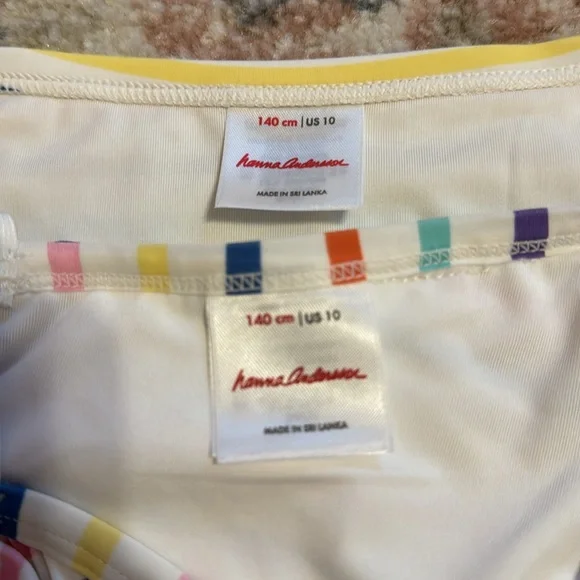 140 cm | US 10
hanna andersson
MADE IN SRI LANKA
140 cm | US 10
hanna andersson
MADE IN SRI LANKA